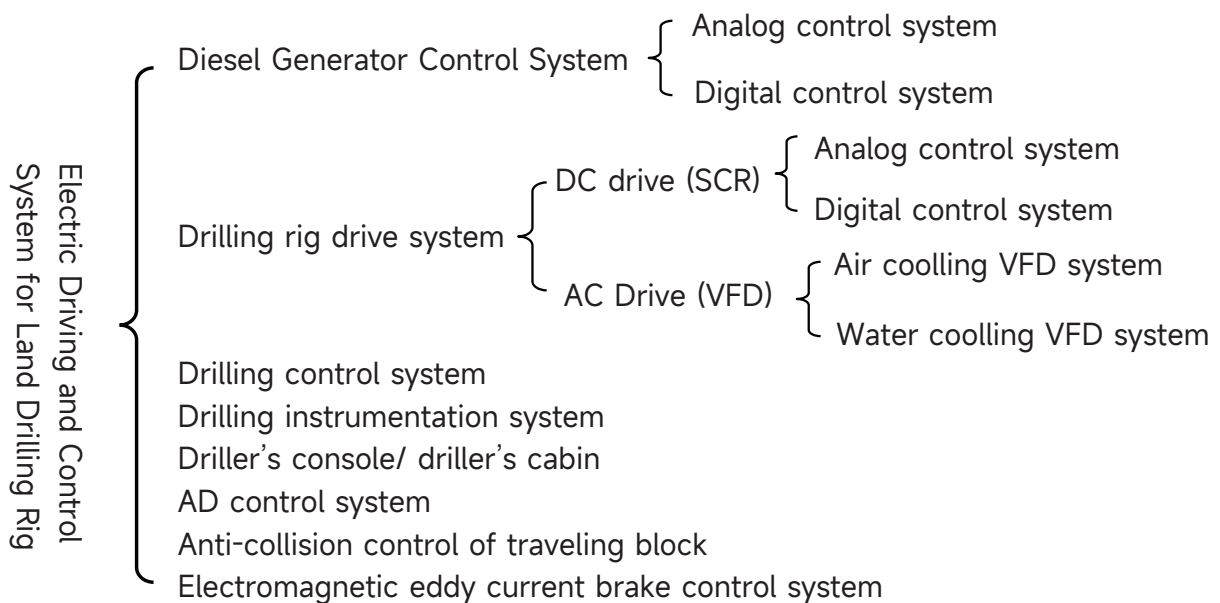 Electric Driving and Control
System for Land Drilling Rig
Diesel Generator Control System
Analog control system
Digital control system
Drilling rig drive system
DC drive (SCR)
Analog control system
Digital control system
AC Drive (VFD)
Air coolling VFD system
Water coolling VFD system
Drilling control system
Drilling instrumentation system
Driller’s console/ driller’s cabin
AD control system
Anti-collision control of traveling block
Electromagnetic eddy current brake control system